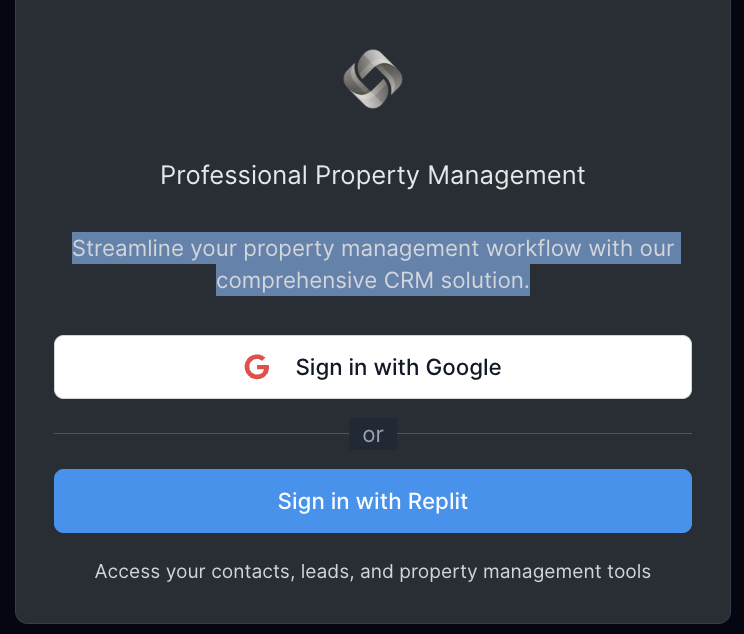 Professional Property Management
Streamline your property management workflow with our
comprehensive CRM solution.
Sign in with Google
or
Sign in with Replit
Access your contacts, leads, and property management tools